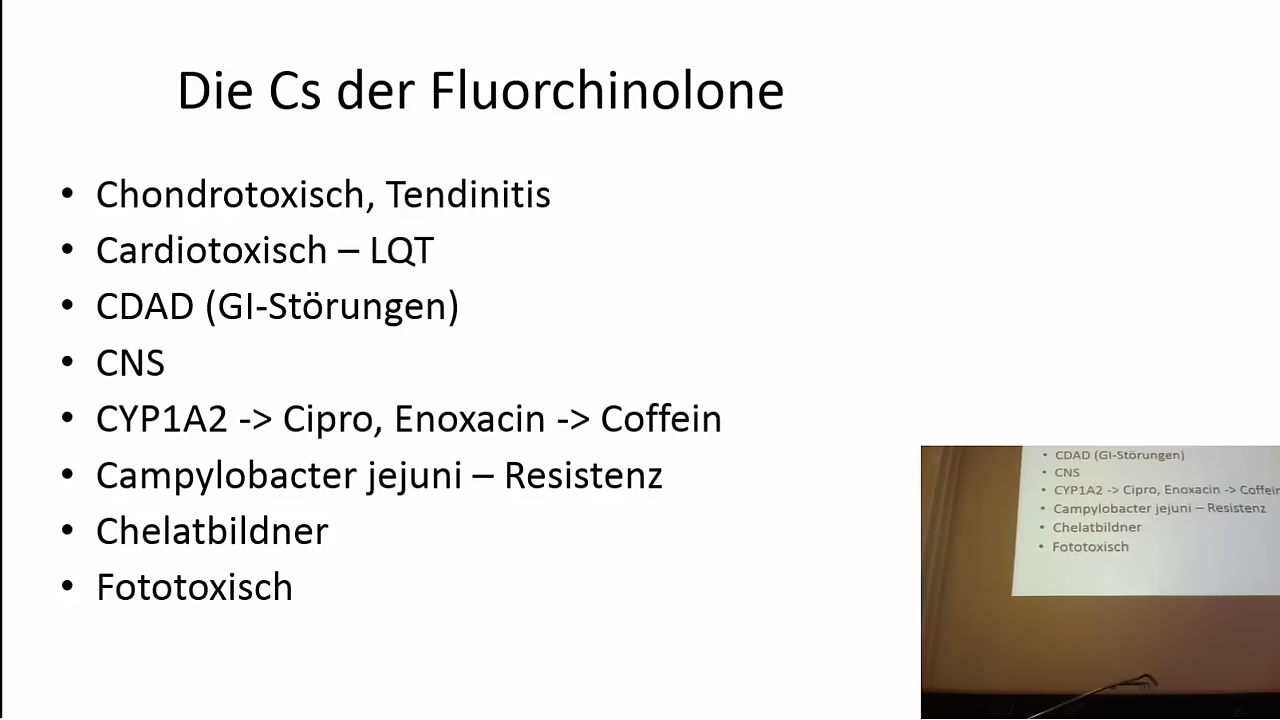 Die Cs der Fluorchinolone
• Chondrotoxisch, Tendinitis
• Cardiotoxisch – LQT
• CDAD (GI-Störungen)
• CNS
• CYP1A2 -> Cipro, Enoxacin -> Coffein
• Campylobacter jejuni – Resistenz
• Chelatbildner
• Fototoxisch
• CDAD (GI-Störungen)
• CNS
• CYP1A2 -> Cipro, Enoxacin -> Coffein
• Campylobacter jejuni – Resistenz
• Chelatbildner
• Fototoxisch